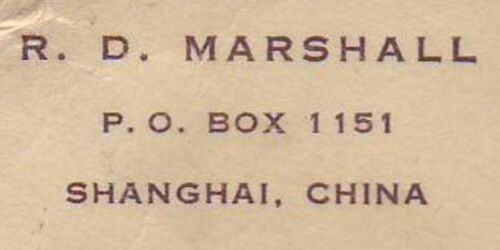 R. D. MARSHALL
P. O. BOX 1151
SHANGHAI, CHINA